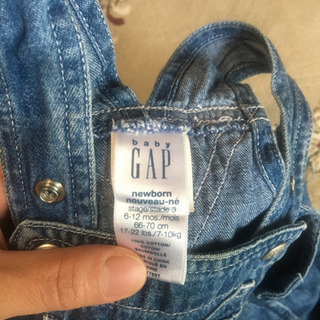 baby
GAP
newborn
nouveau-né
stage/stade 3
6-12 mos./mois
66-70 cm
17-22 lbs./7-10kg
100% COTTON/